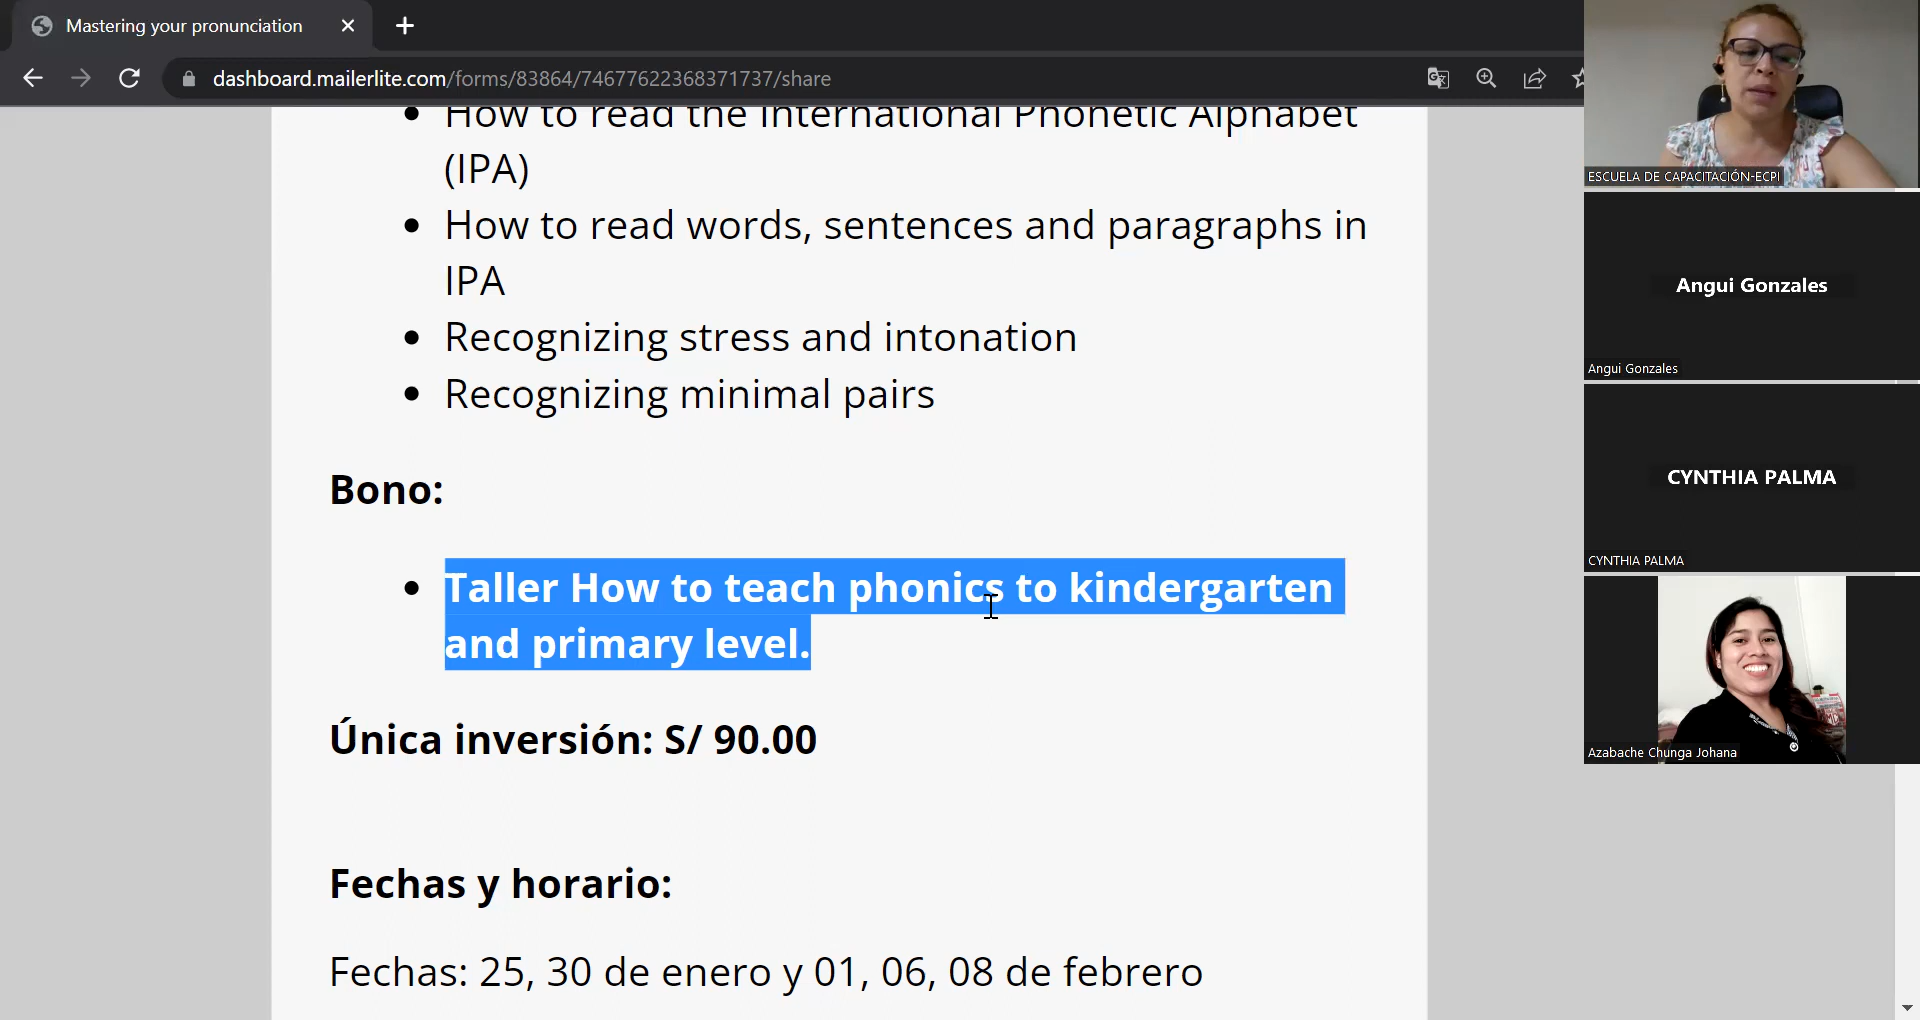 Mastering your pronunciation
dashboard.mailerlite.com/forms/83864/74677622368371737/share
How to read the International Phonetic Alphabet
(IPA)
How to read words, sentences and paragraphs in
IPA
Recognizing stress and intonation
Recognizing minimal pairs
Bono:
Taller How to teach phonics to kindergarten
and primary level.
Única inversión: S/ 90.00
Fechas y horario:
Fechas: 25, 30 de enero y 01, 06, 08 de febrero
ESCUELA DE CAPACITACIÓN-ECPI
Angui Gonzales
Angui Gonzales
CYNTHIA PALMA
CYNTHIA PALMA
Azabache Chunga Johana